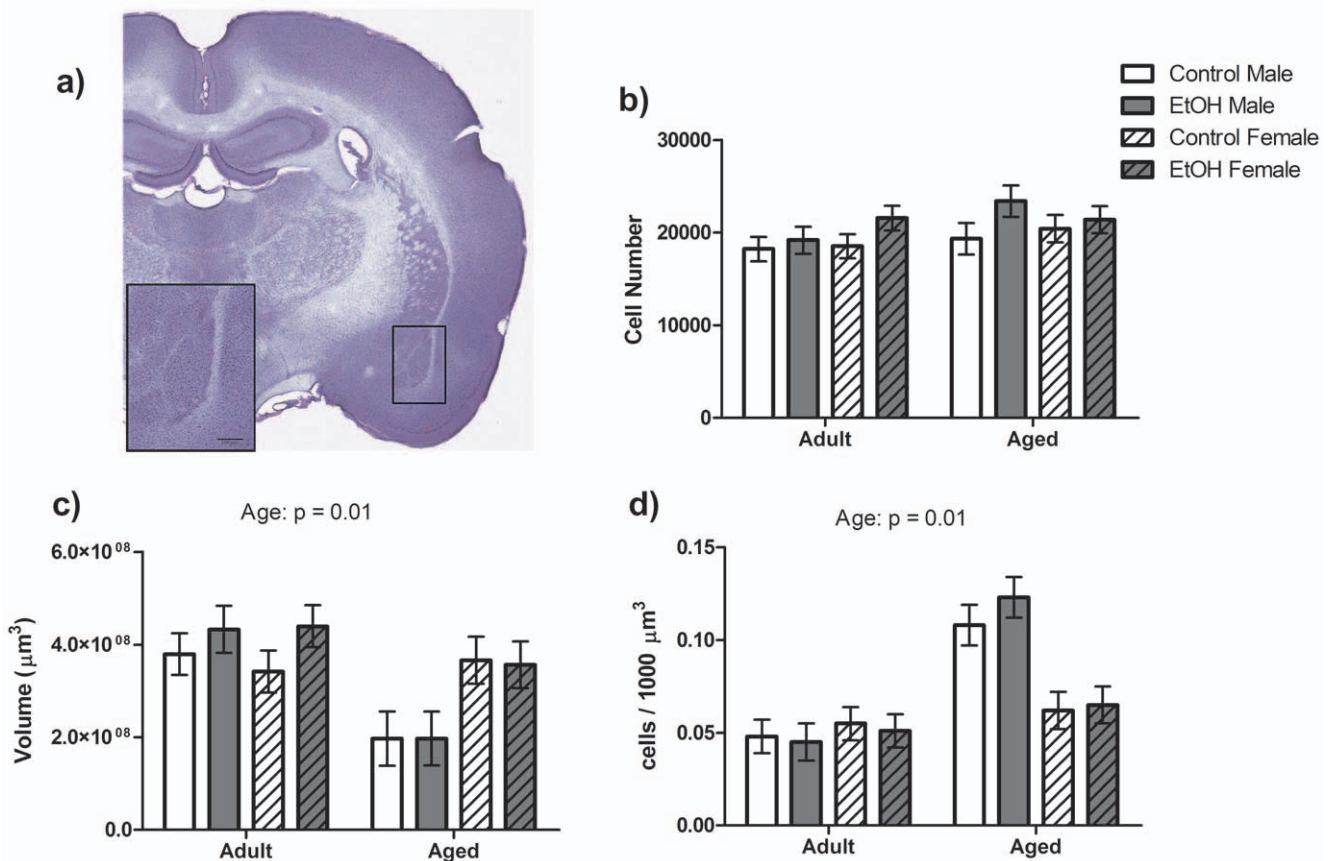 a)
b)
Control Male
EtOH Male
Control Female
EtOH Female
Cell Number
30000
20000
10000
0
Adult Aged
c)
Age: p = 0.01
Volume (μm³)
6.0×10⁰⁸
4.0×10⁰⁸
2.0×10⁰⁸
0.0
Adult Aged
d)
Age: p = 0.01
cells / 1000 μm³
0.15
0.10
0.05
0.00
Adult Aged